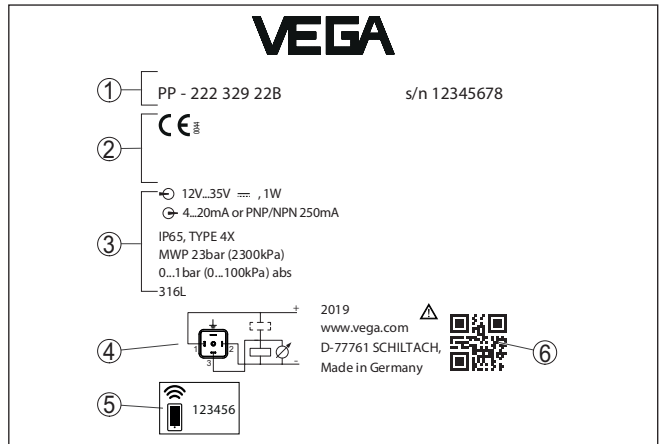 VEGA
1
PP - 222 329 22B s/n 12345678
2
CE 0044
3
12V...35V ⎓ , 1W
4...20mA or PNP/NPN 250mA
IP65, TYPE 4X
MWP 23bar (2300kPa)
0...1bar (0...100kPa) abs
316L
4
1 2 3 + -
2019
www.vega.com
D-77761 SCHILTACH,
Made in Germany
6
5
123456